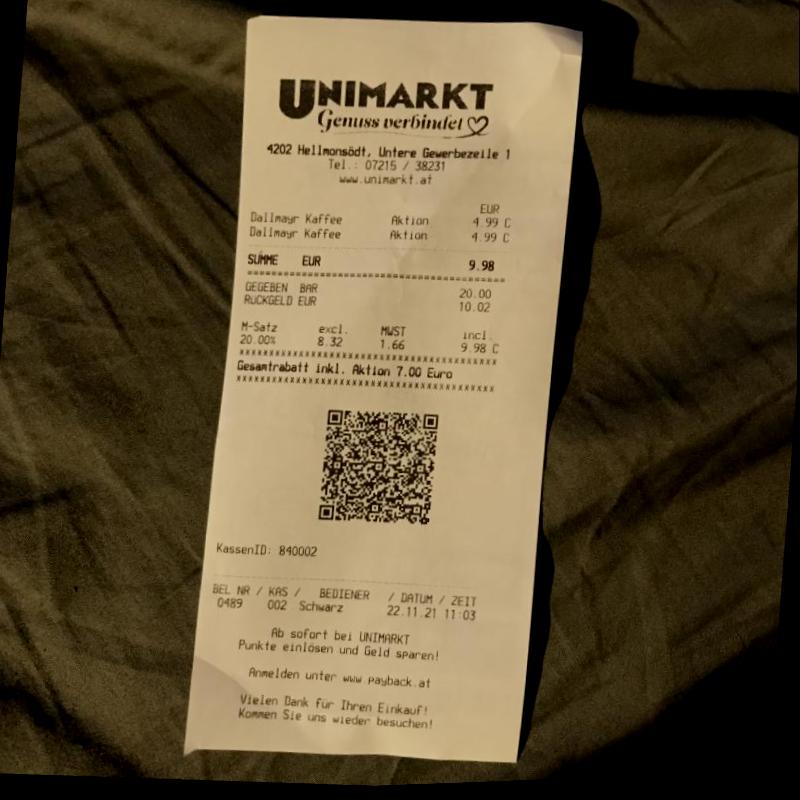 UNIMARKT
Genuss verbindet
4202 Hellmonsödt, Untere Gewerbezeile 1
Tel.: 07215 / 38231
www.unimarkt.at
EUR
Dallmayr Kaffee Aktion 4.99 C
Dallmayr Kaffee Aktion 4.99 C
SUMME EUR 9.98
========================================
GEGEBEN BAR 20.00
RÜCKGELD EUR 10.02
M-Satz excl. MWST incl.
20.00% 8.32 1.66 9.98 C
xxxxxxxxxxxxxxxxxxxxxxxxxxxxxxxxxxxxxxxx
Gesamtrabatt inkl. Aktion 7.00 Euro
xxxxxxxxxxxxxxxxxxxxxxxxxxxxxxxxxxxxxxxx
KassenID: 840002
BEL NR / KAS / BEDIENER / DATUM / ZEIT
0489 002 Schwarz 22.11.21 11:03
Ab sofort bei UNIMARKT
Punkte einlösen und Geld sparen!
Anmelden unter www.payback.at
Vielen Dank für Ihren Einkauf!
Kommen Sie uns wieder besuchen!